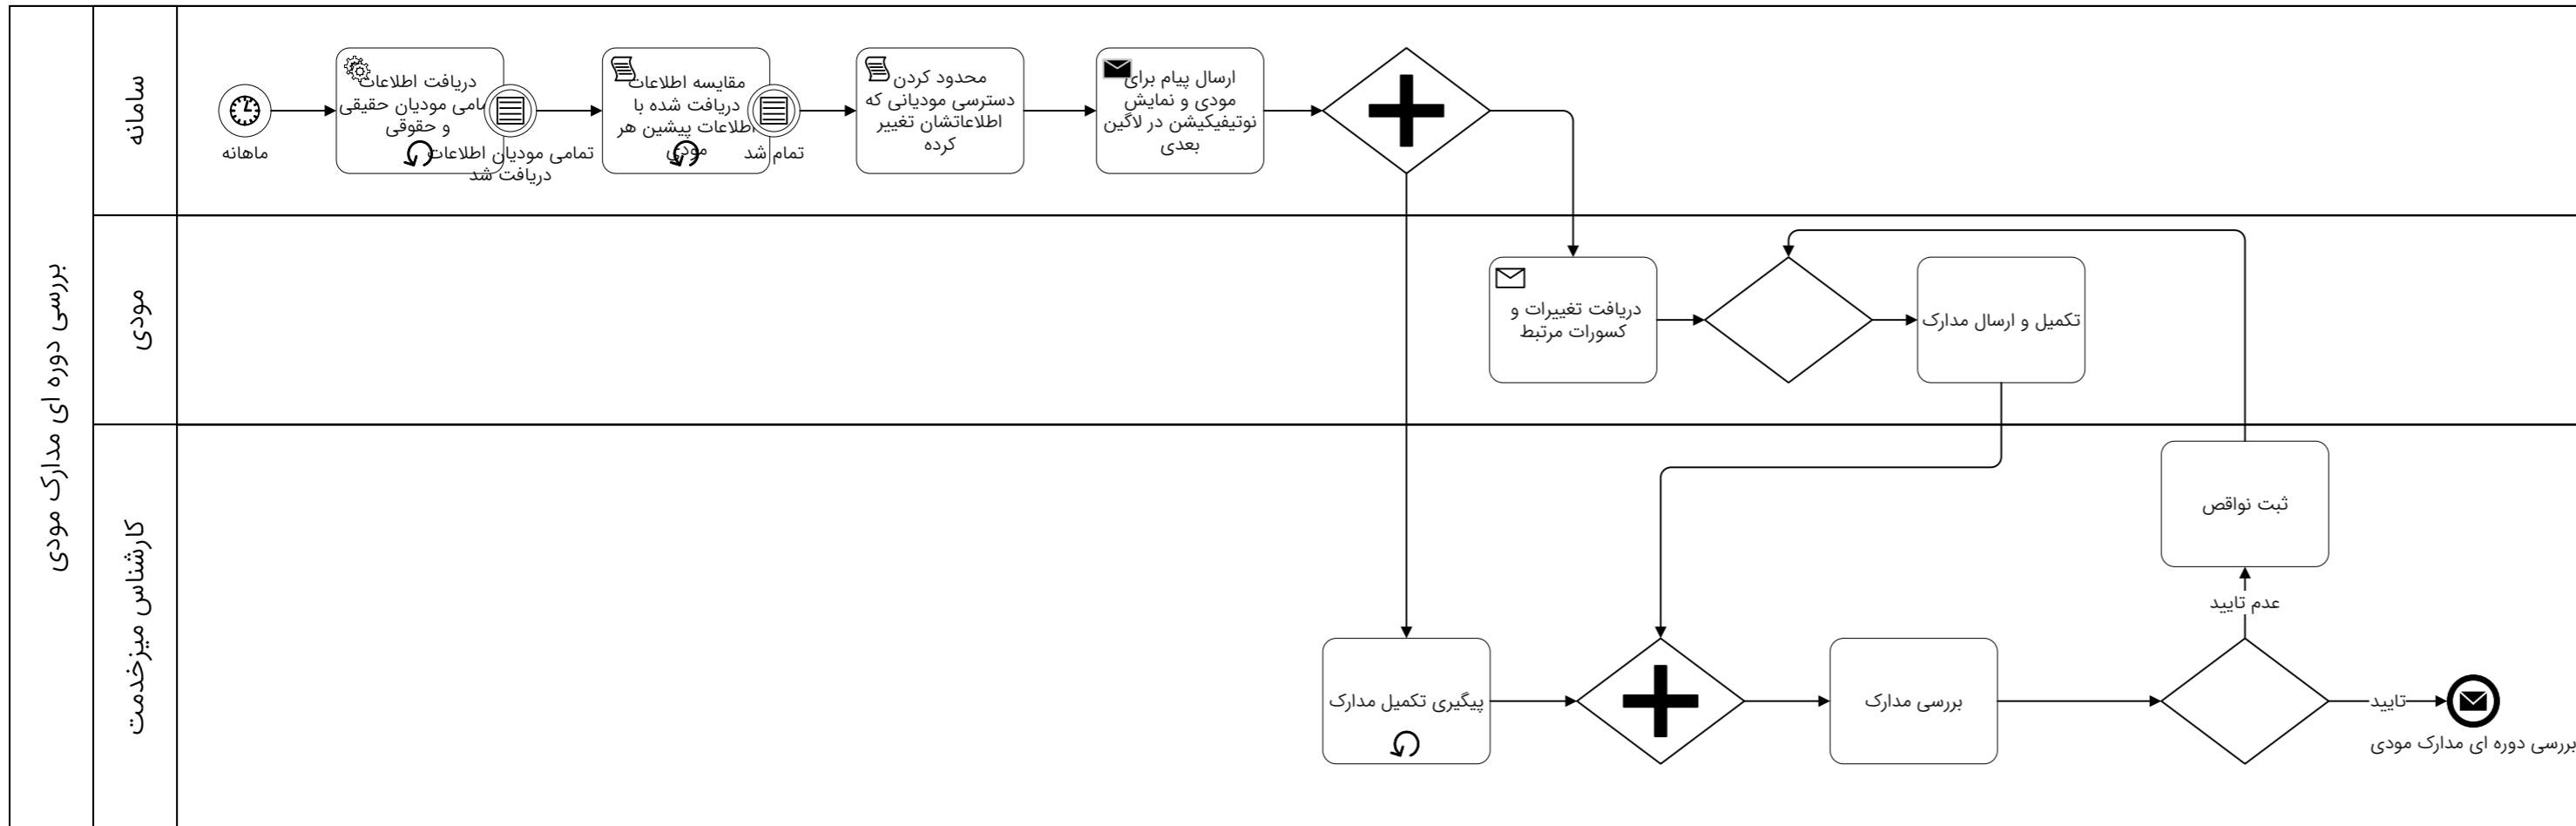 بررسی دوره ای مدارک مودی
سامانه
ماهانه
دریافت اطلاعات
تمامی مودیان حقیقی
و حقوقی
تمامی مودیان اطلاعات
دریافت شد
مقایسه اطلاعات
دریافت شده با
اطلاعات پیشین هر
مودی
تمام شد
محدود کردن
دسترسی مودیانی که
اطلاعاتشان تغییر
کرده
ارسال پیام برای
مودی و نمایش
نوتیفیکیشن در لاگین
بعدی
مودی
دریافت تغییرات و
کسورات مرتبط
تکمیل و ارسال مدارک
کارشناس میزخدمت
ثبت نواقص
عدم تایید
پیگیری تکمیل مدارک
بررسی مدارک
تایید
بررسی دوره ای مدارک مودی